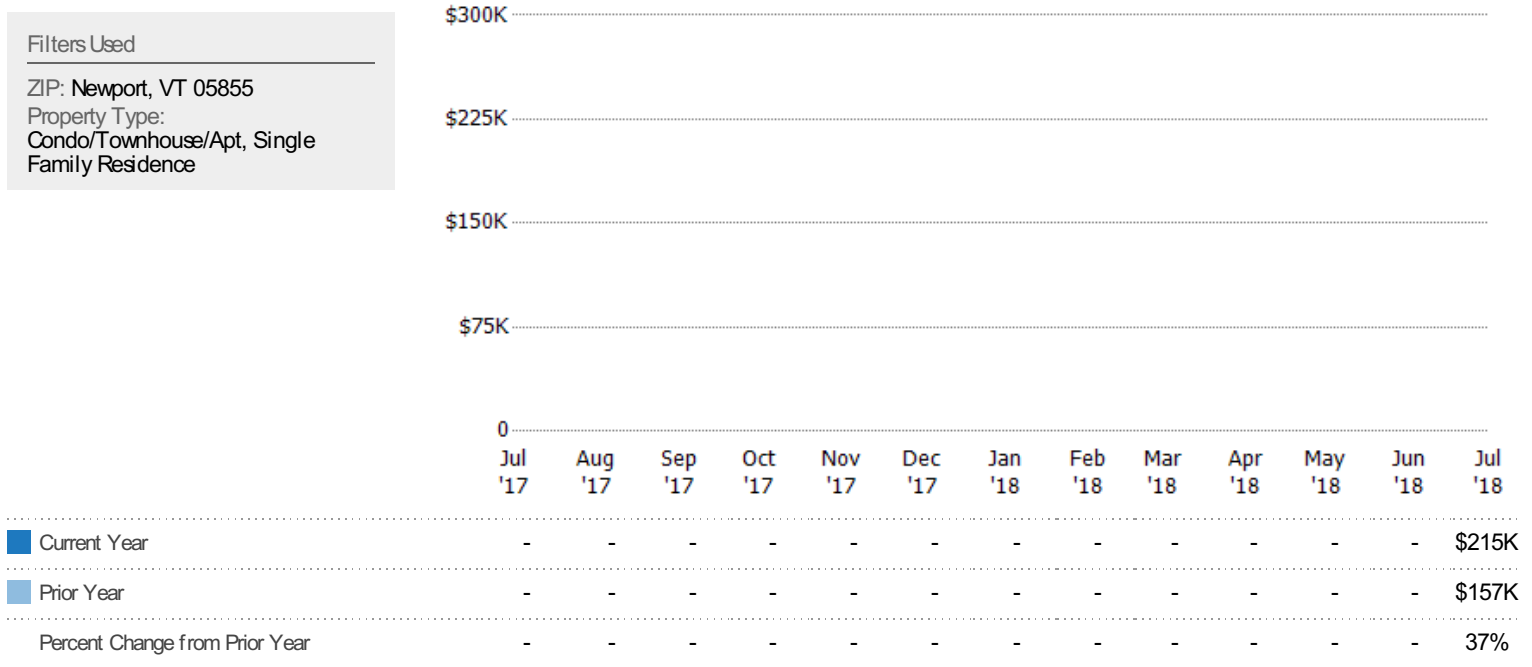 Filters Used
ZIP: Newport, VT 05855
Property Type:
Condo/Townhouse/Apt, Single
Family Residence
$300K
$225K
$150K
$75K
0
Jul Aug Sep Oct Nov Dec Jan Feb Mar Apr May Jun Jul
'17 '17 '17 '17 '17 '17 '18 '18 '18 '18 '18 '18 '18
Current Year - - - - - - - - - - - - $215K
Prior Year - - - - - - - - - - - - $157K
Percent Change from Prior Year - - - - - - - - - - - - 37%